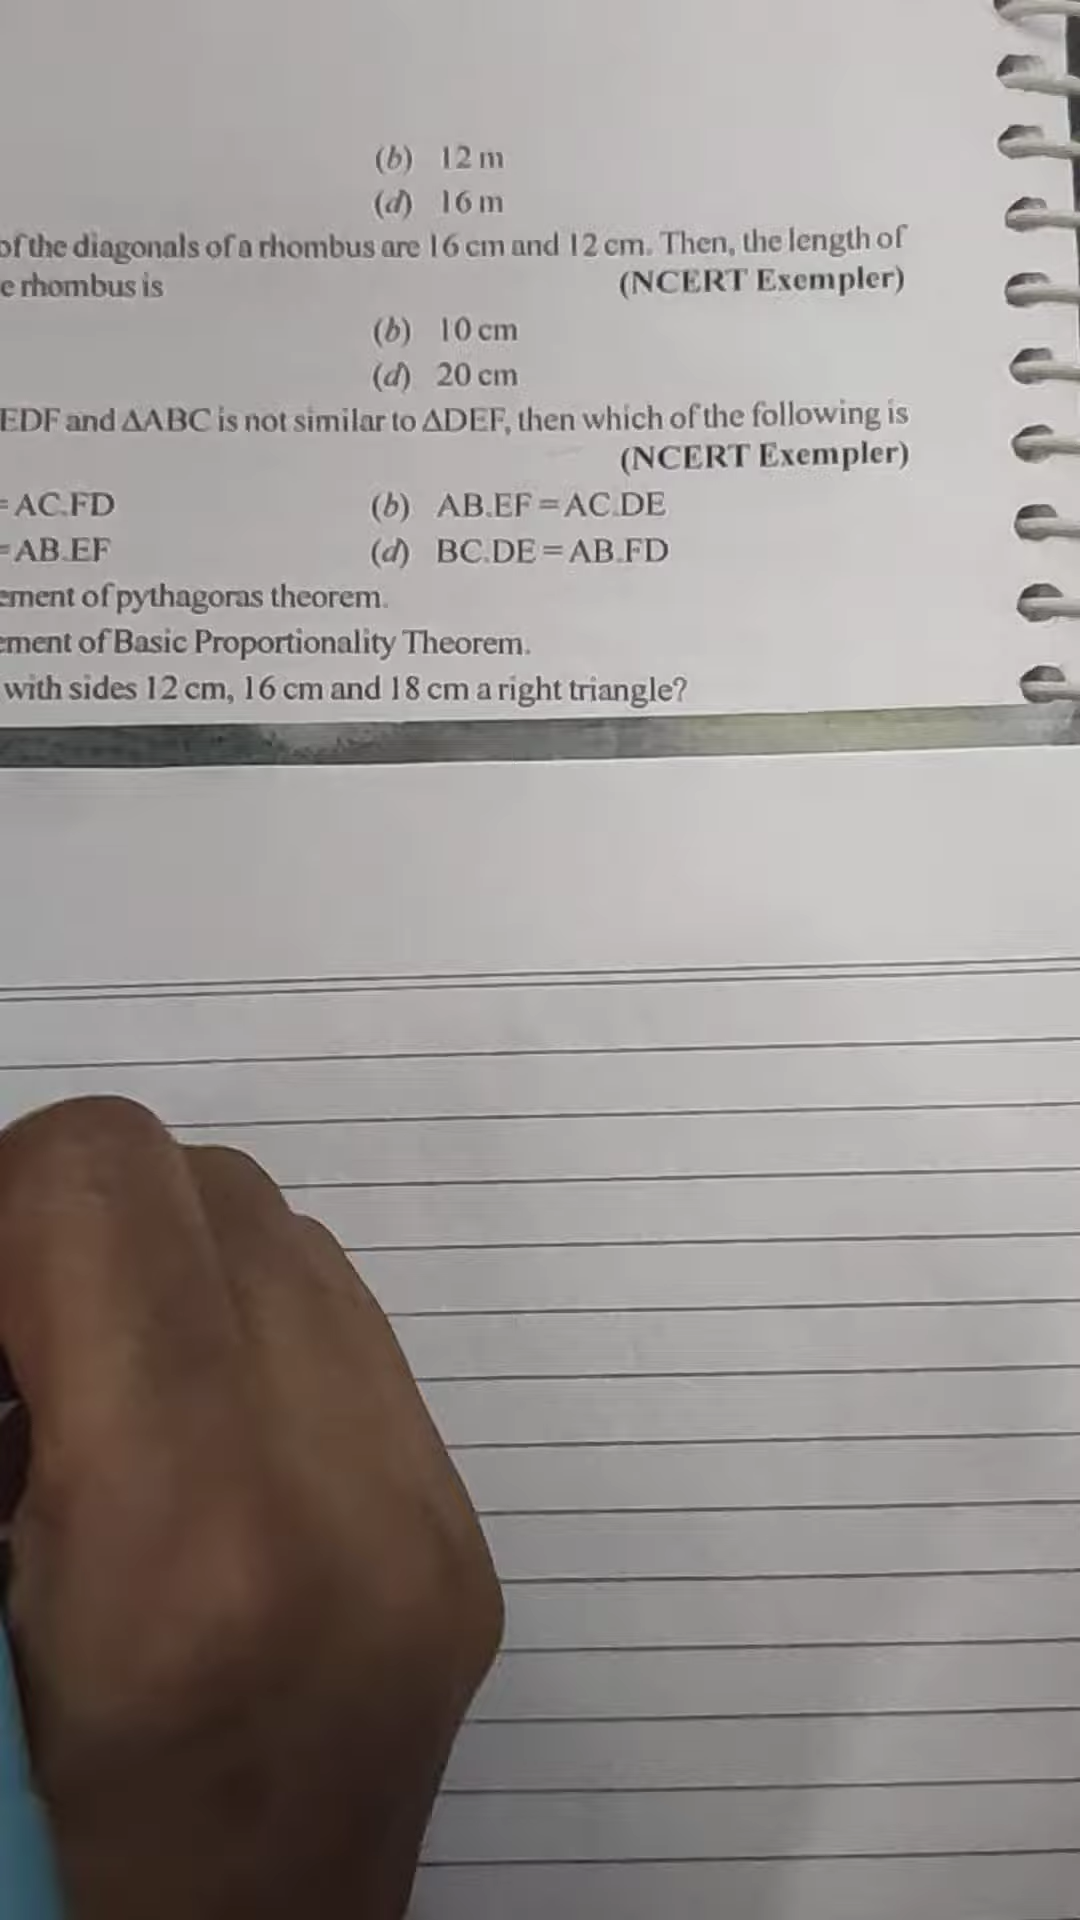 (b) 12 m
(d) 16 m
of the diagonals of a rhombus are 16 cm and 12 cm. Then, the length of
e rhombus is (NCERT Exempler)
(b) 10 cm
(d) 20 cm
EDF and ΔABC is not similar to ΔDEF, then which of the following is
(NCERT Exempler)
= AC.FD (b) AB.EF = AC.DE
= AB.EF (d) BC.DE = AB.FD
ement of pythagoras theorem.
ement of Basic Proportionality Theorem.
with sides 12 cm, 16 cm and 18 cm a right triangle?